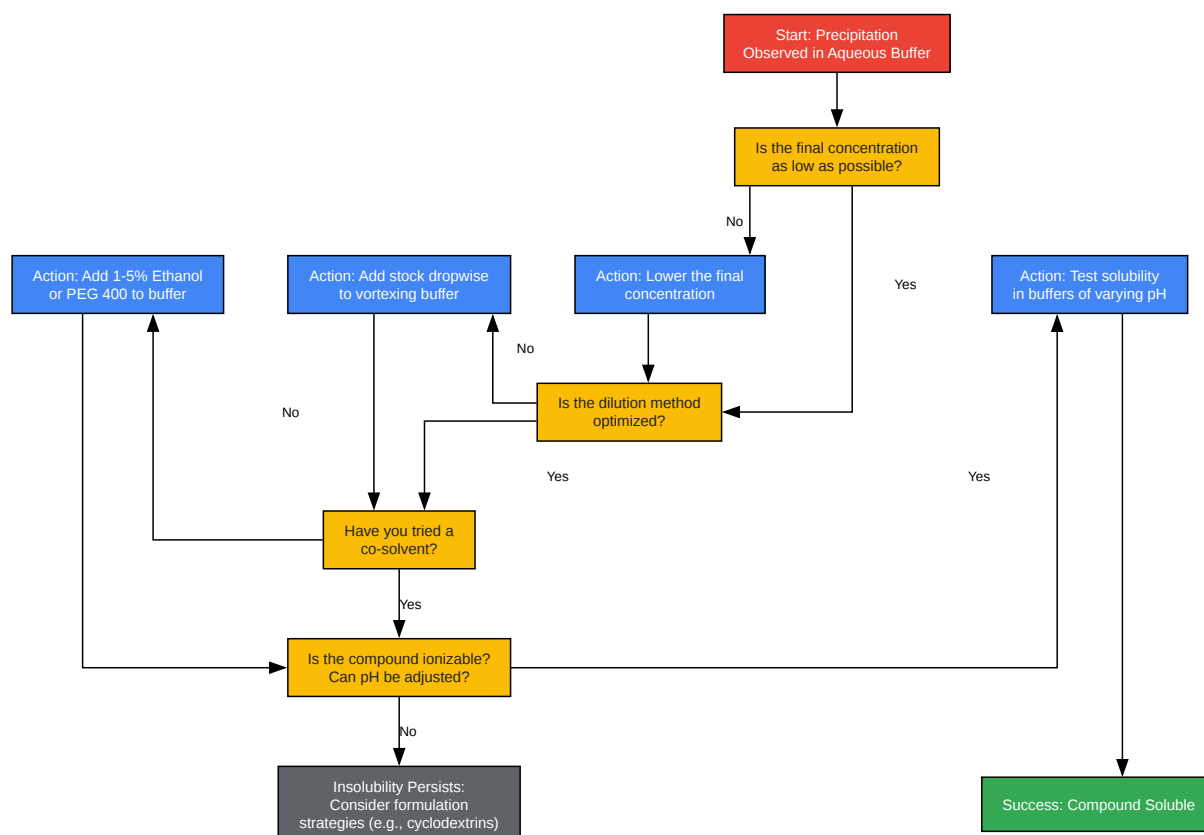 Start: Precipitation
Observed in Aqueous Buffer
Is the final concentration
as low as possible?
No
Action: Add 1-5% Ethanol
or PEG 400 to buffer
Action: Add stock dropwise
to vortexing buffer
Action: Lower the final
concentration
Yes
Action: Test solubility
in buffers of varying pH
No
Is the dilution method
optimized?
No
Yes
Yes
Have you tried a
co-solvent?
Yes
Is the compound ionizable?
Can pH be adjusted?
No
Insolubility Persists:
Consider formulation
strategies (e.g., cyclodextrins)
Success: Compound Soluble